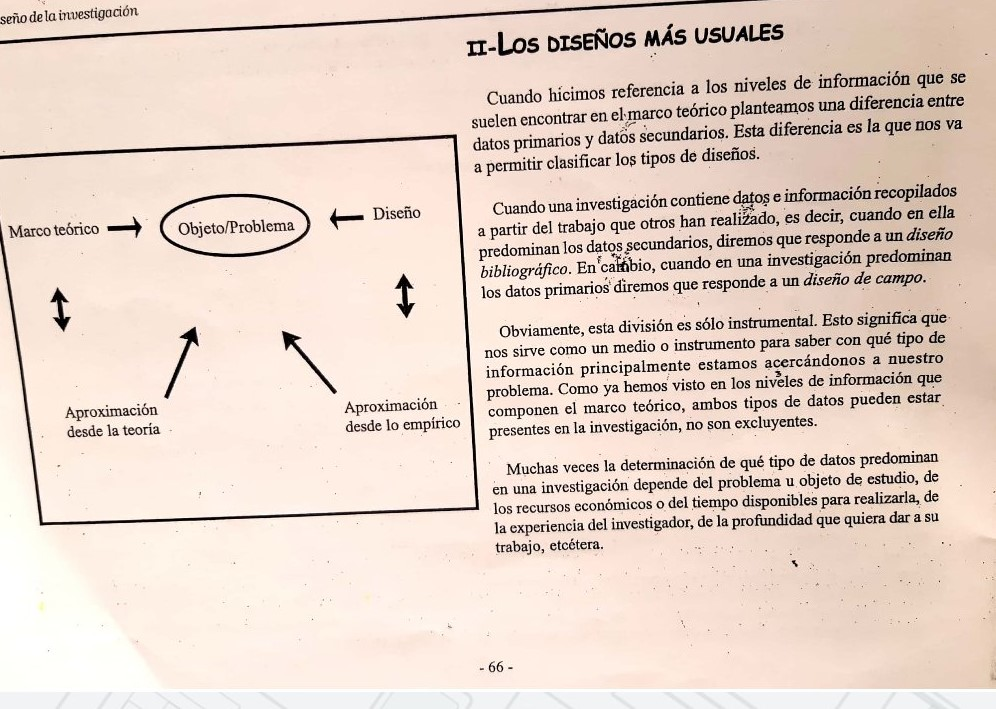 seño de la investigación
Marco teórico
Objeto/Problema
Diseño
Aproximación
desde la teoría
Aproximación
desde lo empírico
II-LOS DISEÑOS MÁS USUALES
Cuando hicimos referencia a los niveles de información que se
suelen encontrar en el marco teórico planteamos una diferencia entre
datos primarios y datos secundarios. Esta diferencia es la que nos va
a permitir clasificar los tipos de diseños.
Cuando una investigación contiene datos e información recopilados
a partir del trabajo que otros han realizado, es decir, cuando en ella
predominan los datos secundarios, diremos que responde a un diseño
bibliográfico. En cambio, cuando en una investigación predominan
los datos primarios diremos que responde a un diseño de campo.
Obviamente, esta división es sólo instrumental. Esto significa que
nos sirve como un medio o instrumento para saber con qué tipo de
información principalmente estamos acercándonos a nuestro
problema. Como ya hemos visto en los niveles de información que
componen el marco teórico, ambos tipos de datos pueden estar
presentes en la investigación, no son excluyentes.
Muchas veces la determinación de qué tipo de datos predominan
en una investigación depende del problema u objeto de estudio, de
los recursos económicos o del tiempo disponibles para realizarla, de
la experiencia del investigador, de la profundidad que quiera dar a su
trabajo, etcétera.
- 66 -